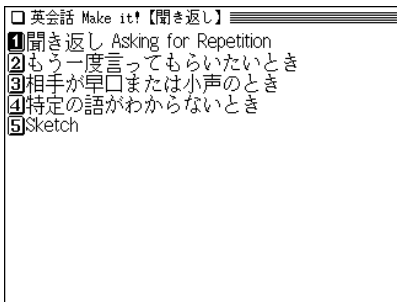 英会話 Make it!【聞き返し】
1聞き返し Asking for Repetition
2もう一度言ってもらいたいとき
3相手が早口または小声のとき
4特定の語がわからないとき
5Sketch